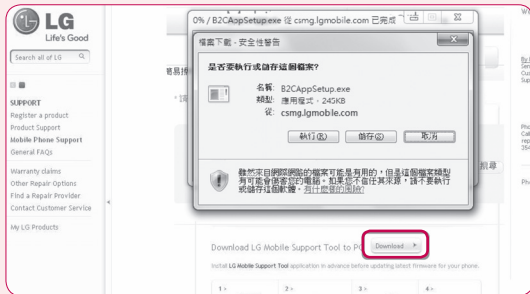 LG
Life's Good
Search all of LG
SUPPORT
Register a product
Product Support
Mobile Phone Support
General FAQs
Warranty claims
Other Repair Options
Find a Repair Provider
Contact Customer Service
My LG Products
0% / B2CAppSetup.exe 從 csmg.lgmobile.com 已完成
檔案下載 - 安全性警告
是否要執行或儲存這個檔案?
名稱: B2CAppSetup.exe
類型: 應用程式, 245KB
從: csmg.lgmobile.com
執行(R)
儲存(S)
取消
雖然來自網際網路的檔案可能是有用的，但是這個檔案類型
有可能會傷害您的電腦。如果您不信任其來源，請不要執行
或儲存這個軟體。有什麼樣的風險?
Download LG Mobile Support Tool to PC
Download
Install LG Mobile Support Tool application in advance before updating latest firmware for your phone.
1 >
2 >
3 >
4 >